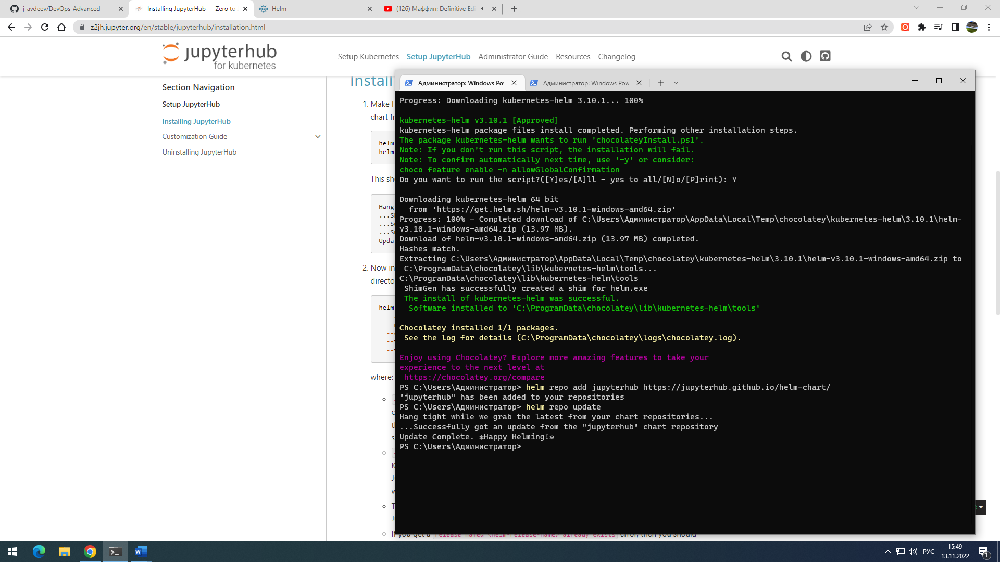 j-avdeev/DevOps-Advanced
Installing JupyterHub — Zero to
Helm
(126) Маффин: Definitive Ed
z2jh.jupyter.org/en/stable/jupyterhub/installation.html
jupyterhub
for kubernetes
Setup Kubernetes
Setup JupyterHub
Administrator Guide
Resources
Changelog
Section Navigation
Setup JupyterHub
Installing JupyterHub
Customization Guide
Uninstalling JupyterHub
Install
1. Make H
chart fr
helm
helm
This sh
Hang
...S
...S
...S
Upda
2. Now in
directo
helm
where:
If you get a release named <helm-release-name> already exists error, then you should
Администратор: Windows Pov
Администратор: Windows Pow
Progress: Downloading kubernetes-helm 3.10.1... 100%
kubernetes-helm v3.10.1 [Approved]
kubernetes-helm package files install completed. Performing other installation steps.
The package kubernetes-helm wants to run 'chocolateyInstall.ps1'.
Note: If you don't run this script, the installation will fail.
Note: To confirm automatically next time, use '-y' or consider:
choco feature enable -n allowGlobalConfirmation
Do you want to run the script?([Y]es/[A]ll - yes to all/[N]o/[P]rint): Y
Downloading kubernetes-helm 64 bit
from 'https://get.helm.sh/helm-v3.10.1-windows-amd64.zip'
Progress: 100% - Completed download of C:\Users\Администратор\AppData\Local\Temp\chocolatey\kubernetes-helm\3.10.1\helm-
v3.10.1-windows-amd64.zip (13.97 MB).
Download of helm-v3.10.1-windows-amd64.zip (13.97 MB) completed.
Hashes match.
Extracting C:\Users\Администратор\AppData\Local\Temp\chocolatey\kubernetes-helm\3.10.1\helm-v3.10.1-windows-amd64.zip to
C:\ProgramData\chocolatey\lib\kubernetes-helm\tools...
C:\ProgramData\chocolatey\lib\kubernetes-helm\tools
ShimGen has successfully created a shim for helm.exe
The install of kubernetes-helm was successful.
Software installed to 'C:\ProgramData\chocolatey\lib\kubernetes-helm\tools'
Chocolatey installed 1/1 packages.
See the log for details (C:\ProgramData\chocolatey\logs\chocolatey.log).
Enjoy using Chocolatey? Explore more amazing features to take your
experience to the next level at
https://chocolatey.org/compare
PS C:\Users\Администратор> helm repo add jupyterhub https://jupyterhub.github.io/helm-chart/
"jupyterhub" has been added to your repositories
PS C:\Users\Администратор> helm repo update
Hang tight while we grab the latest from your chart repositories...
...Successfully got an update from the "jupyterhub" chart repository
Update Complete. ⎈Happy Helming!⎈
PS C:\Users\Администратор>
РУС
15:49
13.11.2022
1